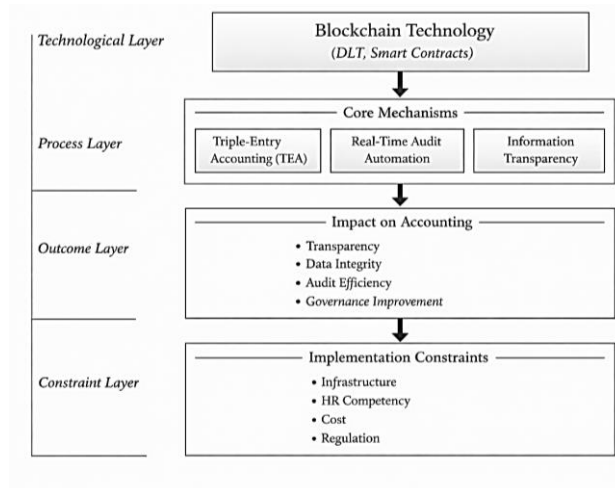 Technological Layer
Blockchain Technology
(DLT, Smart Contracts)
Process Layer
Core Mechanisms
Triple-Entry
Accounting (TEA)
Real-Time Audit
Automation
Information
Transparency
Outcome Layer
Impact on Accounting
• Transparency
• Data Integrity
• Audit Efficiency
• Governance Improvement
Constraint Layer
Implementation Constraints
• Infrastructure
• HR Competency
• Cost
• Regulation